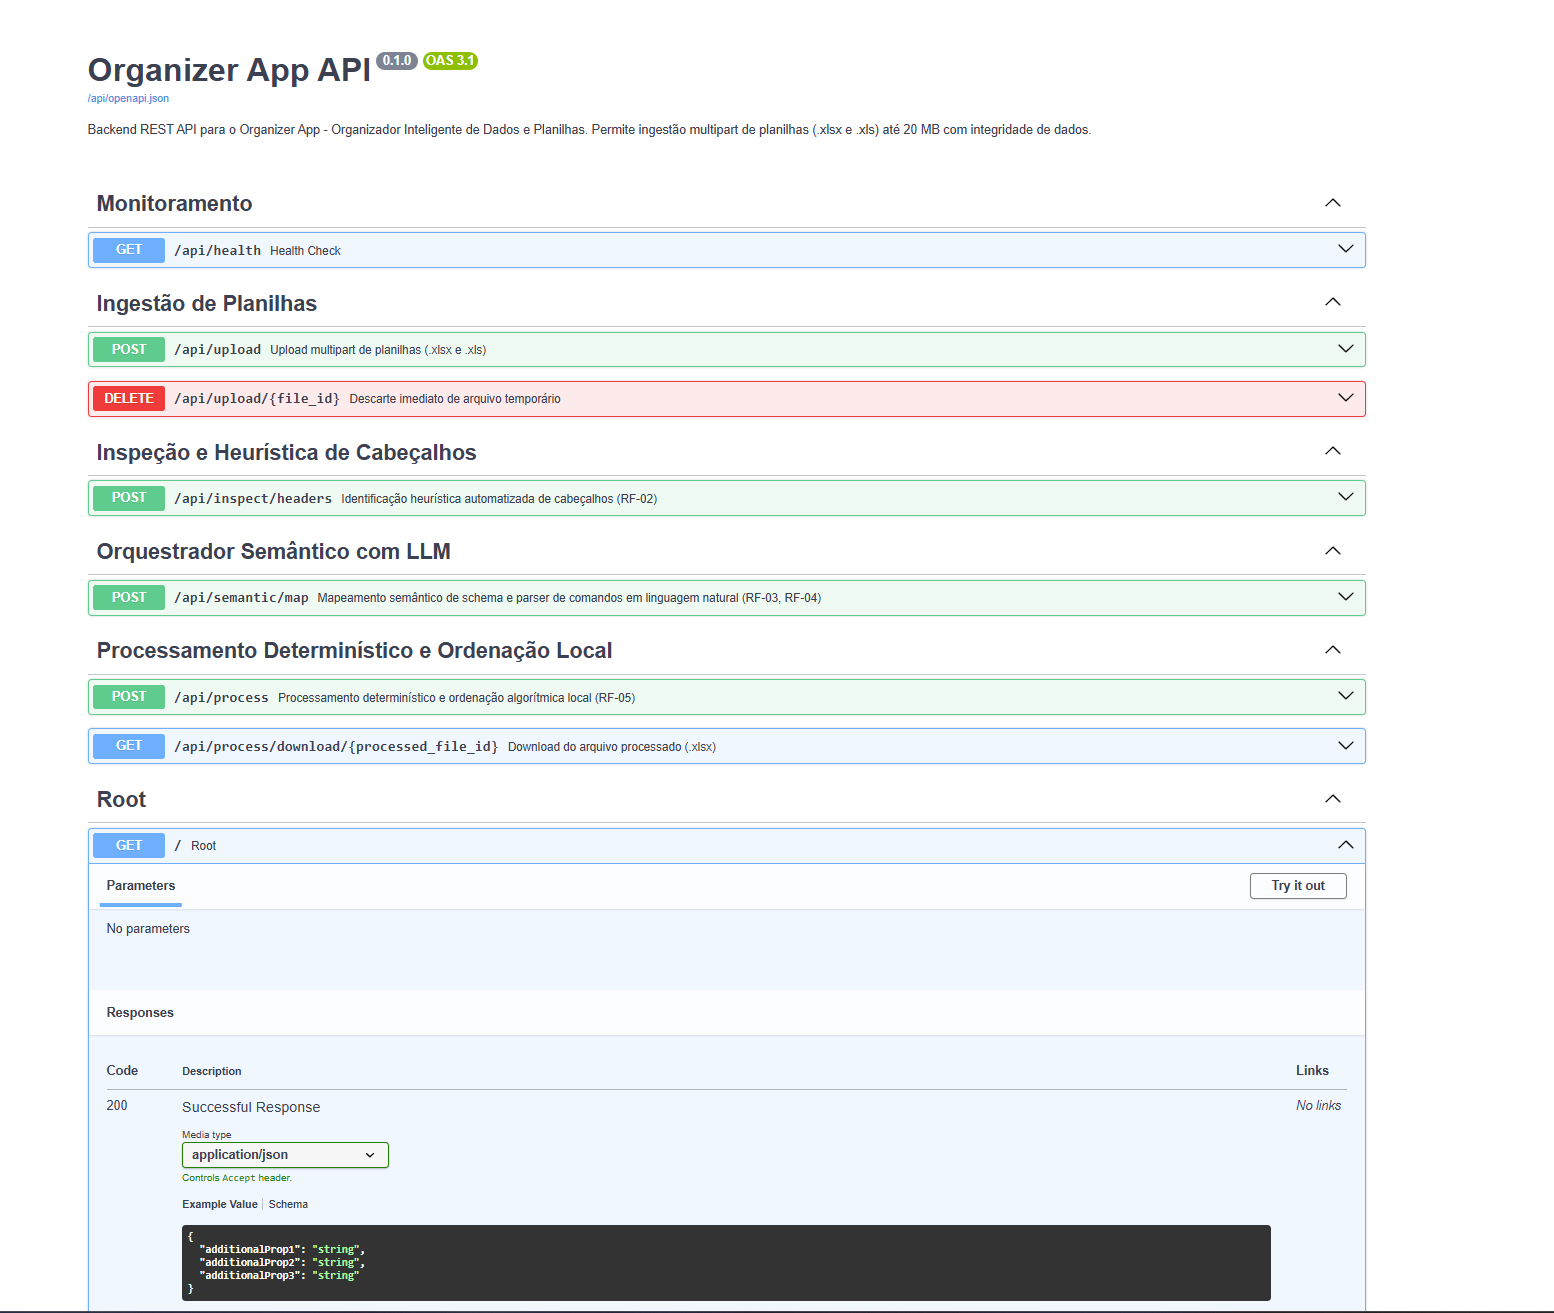 Organizer App API 0.1.0 OAS 3.1
/api/openapi.json
Backend REST API para o Organizer App - Organizador Inteligente de Dados e Planilhas. Permite ingestão multipart de planilhas (.xlsx e .xls) até 20 MB com integridade de dados.
Monitoramento
GET /api/health Health Check
Ingestão de Planilhas
POST /api/upload Upload multipart de planilhas (.xlsx e .xls)
DELETE /api/upload/{file_id} Descarte imediato de arquivo temporário
Inspeção e Heurística de Cabeçalhos
POST /api/inspect/headers Identificação heurística automatizada de cabeçalhos (RF-02)
Orquestrador Semântico com LLM
POST /api/semantic/map Mapeamento semântico de schema e parser de comandos em linguagem natural (RF-03, RF-04)
Processamento Determinístico e Ordenação Local
POST /api/process Processamento determinístico e ordenação algorítmica local (RF-05)
GET /api/process/download/{processed_file_id} Download do arquivo processado (.xlsx)
Root
GET / Root
Parameters Try it out
No parameters
Responses
Code Description Links
200 Successful Response No links
Media type
application/json
Controls Accept header.
Example Value Schema
{
"additionalProp1": "string",
"additionalProp2": "string",
"additionalProp3": "string"
}